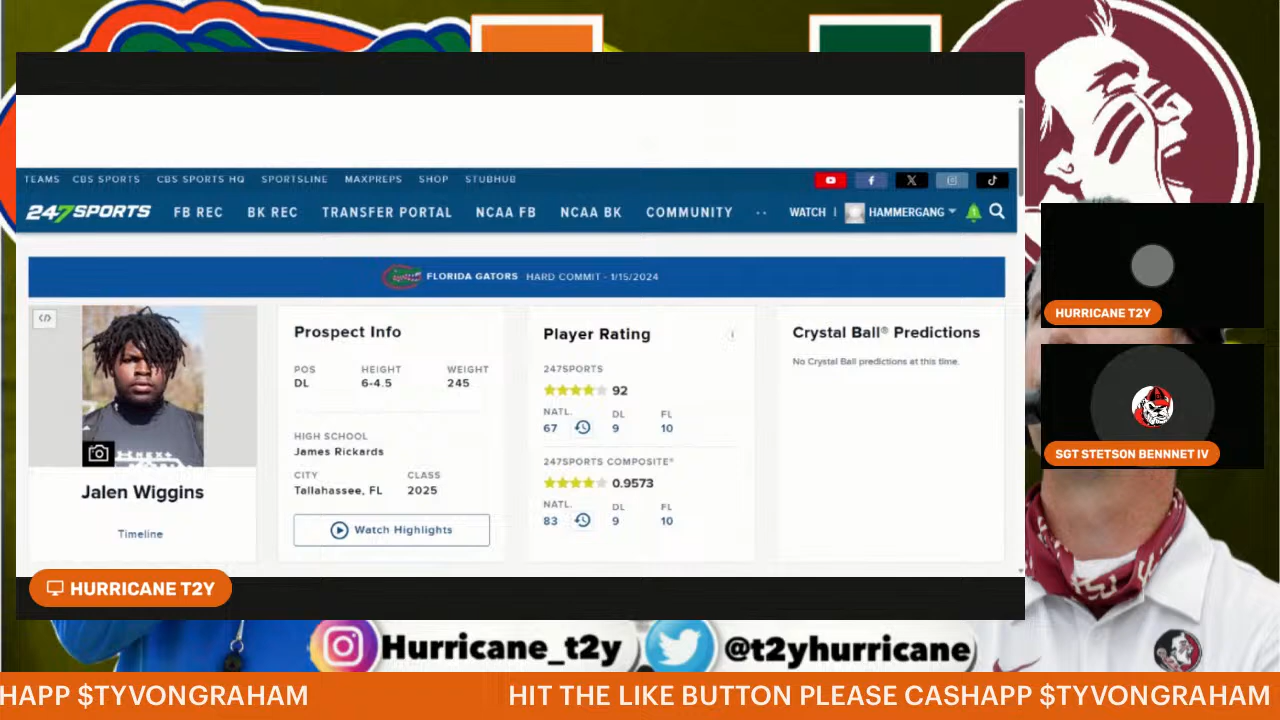 TEAMS CBS SPORTS CBS SPORTS HQ SPORTSLINE MAXPREPS SHOP STUBHUB
247SPORTS FB REC BK REC TRANSFER PORTAL NCAA FB NCAA BK COMMUNITY WATCH | HAMMERGANG
FLORIDA GATORS HARD COMMIT - 1/15/2024
Jalen Wiggins
Timeline
Prospect Info
POS HEIGHT WEIGHT
DL 6-4.5 245
HIGH SCHOOL
James Rickards
CITY CLASS
Tallahassee, FL 2025
Watch Highlights
Player Rating
247SPORTS
92
NATL. DL FL
67 9 10
247SPORTS COMPOSITE®
0.9573
NATL. DL FL
83 9 10
Crystal Ball® Predictions
No Crystal Ball predictions at this time.
HURRICANE T2Y
SGT STETSON BENNNET IV
HURRICANE T2Y
Hurricane_t2y @t2yhurricane
HAPP $TYVONGRAHAM HIT THE LIKE BUTTON PLEASE CASHAPP $TYVONGRAHAM